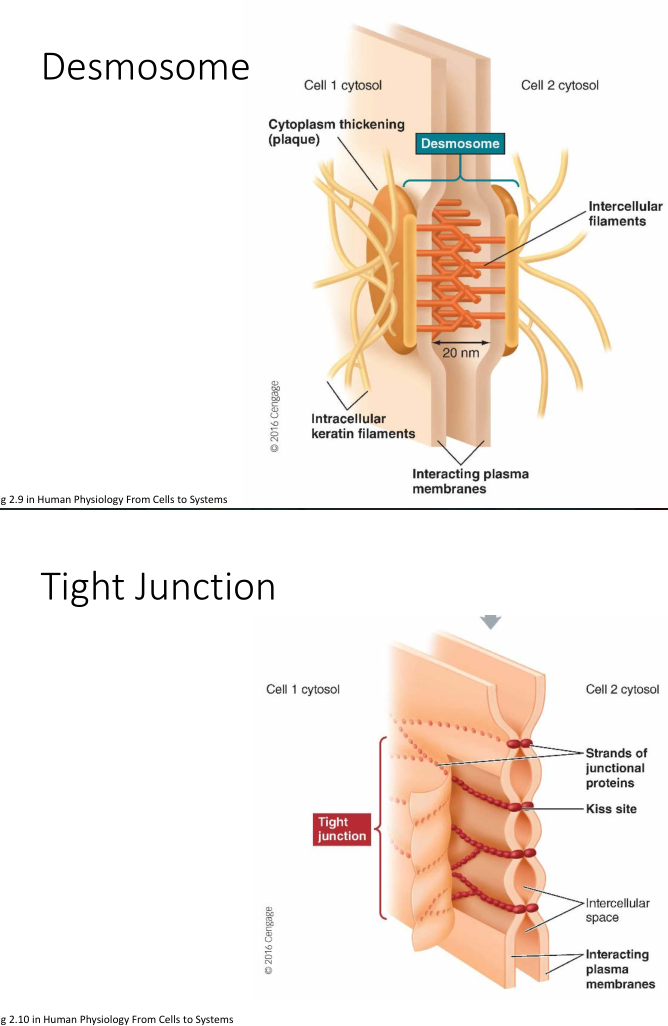 Desmosome
Cell 1 cytosol
Cell 2 cytosol
Cytoplasm thickening
(plaque)
Desmosome
Intercellular
filaments
20 nm
© 2016 Cengage
Intracellular
keratin filaments
Interacting plasma
membranes
g 2.9 in Human Physiology From Cells to Systems
Tight Junction
Cell 1 cytosol
Cell 2 cytosol
Strands of
junctional
proteins
Kiss site
Tight
junction
Intercellular
space
© 2016 Cengage
Interacting
plasma
membranes
g 2.10 in Human Physiology From Cells to Systems